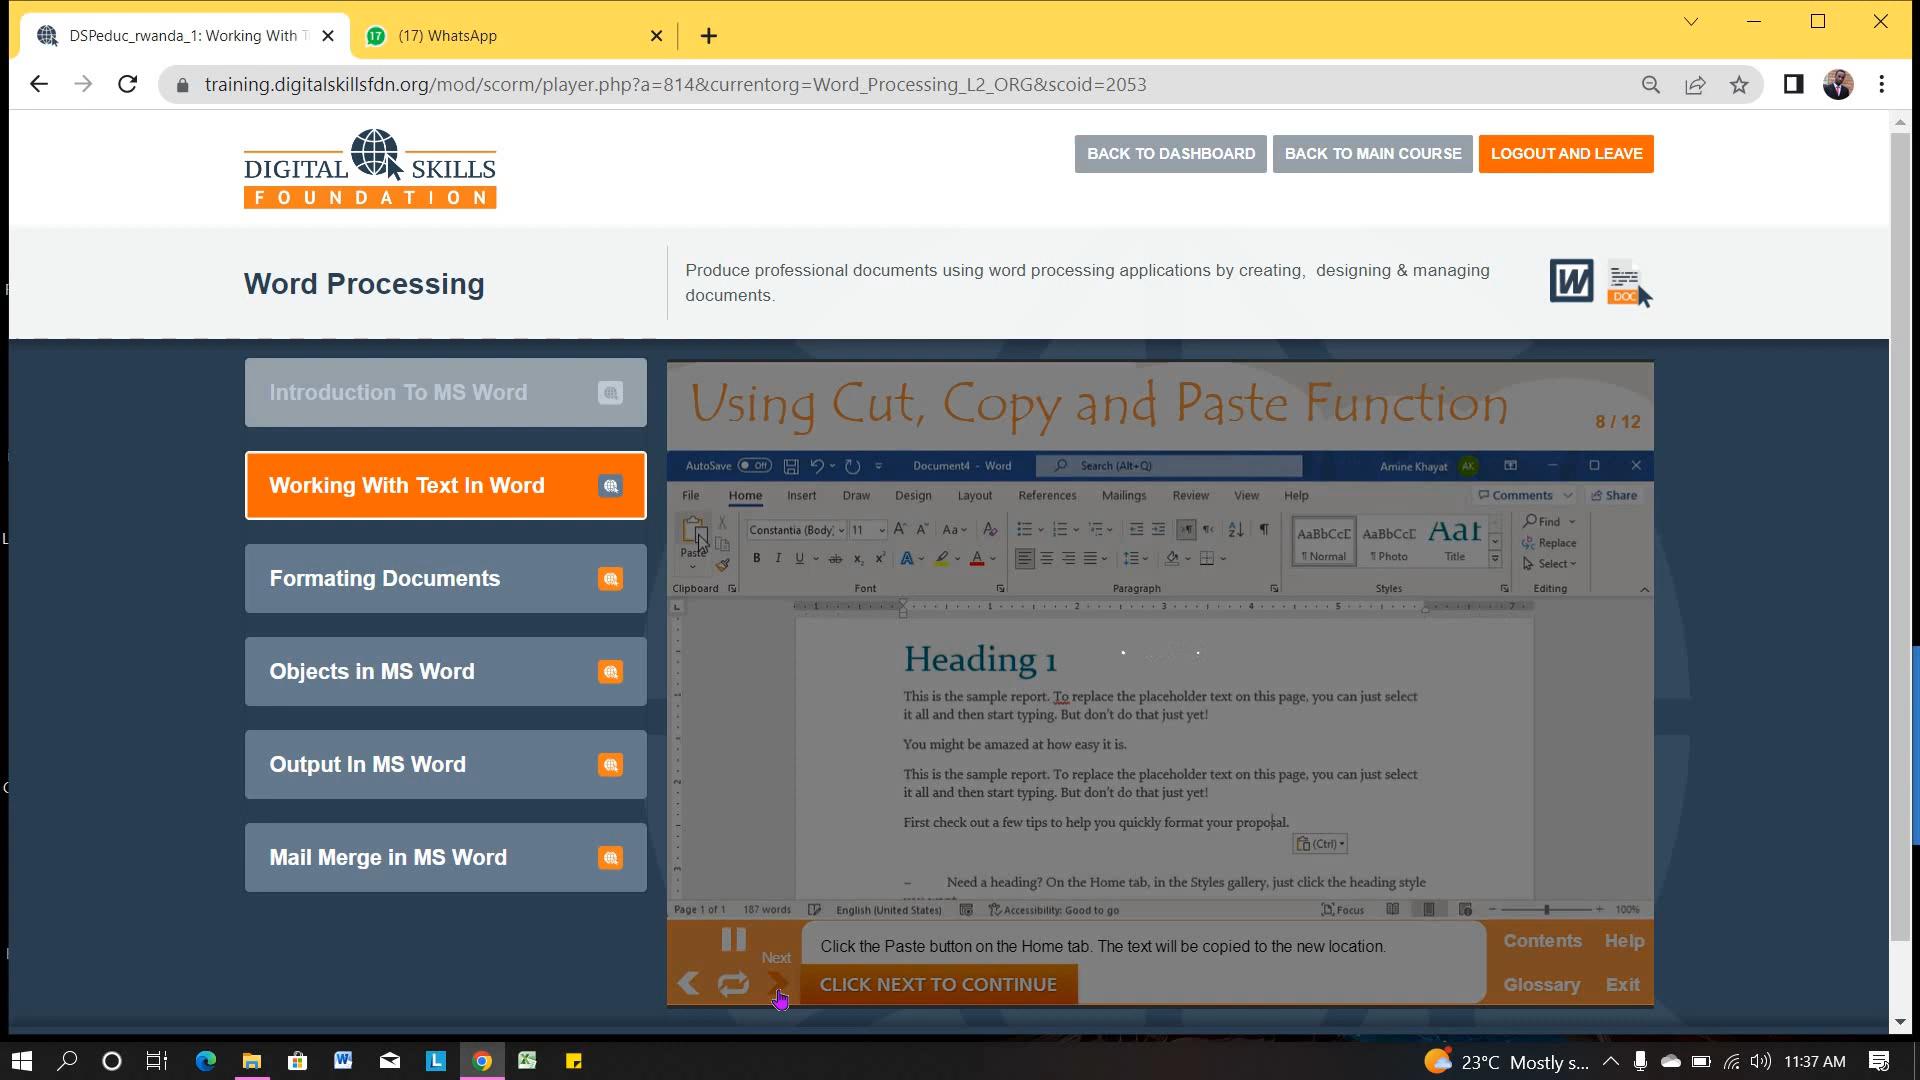 DSPeduc_rwanda_1: Working With T
17
(17) WhatsApp
training.digitalskillsfdn.org/mod/scorm/player.php?a=814&currentorg=Word_Processing_L2_ORG&scoid=2053
DIGITAL SKILLS
FOUNDATION
BACK TO DASHBOARD
BACK TO MAIN COURSE
LOGOUT AND LEAVE
Word Processing
Produce professional documents using word processing applications by creating, designing & managing
documents.
W
DOC
Introduction To MS Word
Working With Text In Word
Formating Documents
Objects in MS Word
Output In MS Word
Mail Merge in MS Word
Using Cut, Copy and Paste Function
8 / 12
AutoSave Off
Document4 - Word
Search (Alt+Q)
Amine Khayat AK
File Home Insert Draw Design Layout References Mailings Review View Help
Comments Share
Paste
Constantia (Body) 11
AaBbCcE AaBbCcE AaI
¶ Normal ¶ Photo Title
Find
Replace
Select
Clipboard Font Paragraph Styles Editing
Heading 1
This is the sample report. To replace the placeholder text on this page, you can just select
it all and then start typing. But don't do that just yet!
You might be amazed at how easy it is.
This is the sample report. To replace the placeholder text on this page, you can just select
it all and then start typing. But don't do that just yet!
First check out a few tips to help you quickly format your proposal.
(Ctrl)
– Need a heading? On the Home tab, in the Styles gallery, just click the heading style
Page 1 of 1 187 words English (United States) Accessibility: Good to go Focus 100%
Next
Click the Paste button on the Home tab. The text will be copied to the new location.
CLICK NEXT TO CONTINUE
Contents Help
Glossary Exit
23°C Mostly s... 11:37 AM